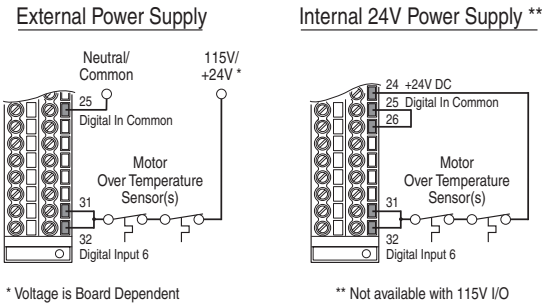 External Power Supply
Neutral/
Common
115V/
+24V *
25
Digital In Common
Motor
Over Temperature
Sensor(s)
31
32
Digital Input 6
* Voltage is Board Dependent
Internal 24V Power Supply **
24 +24V DC
25 Digital In Common
26
Motor
Over Temperature
Sensor(s)
31
32
Digital Input 6
** Not available with 115V I/O